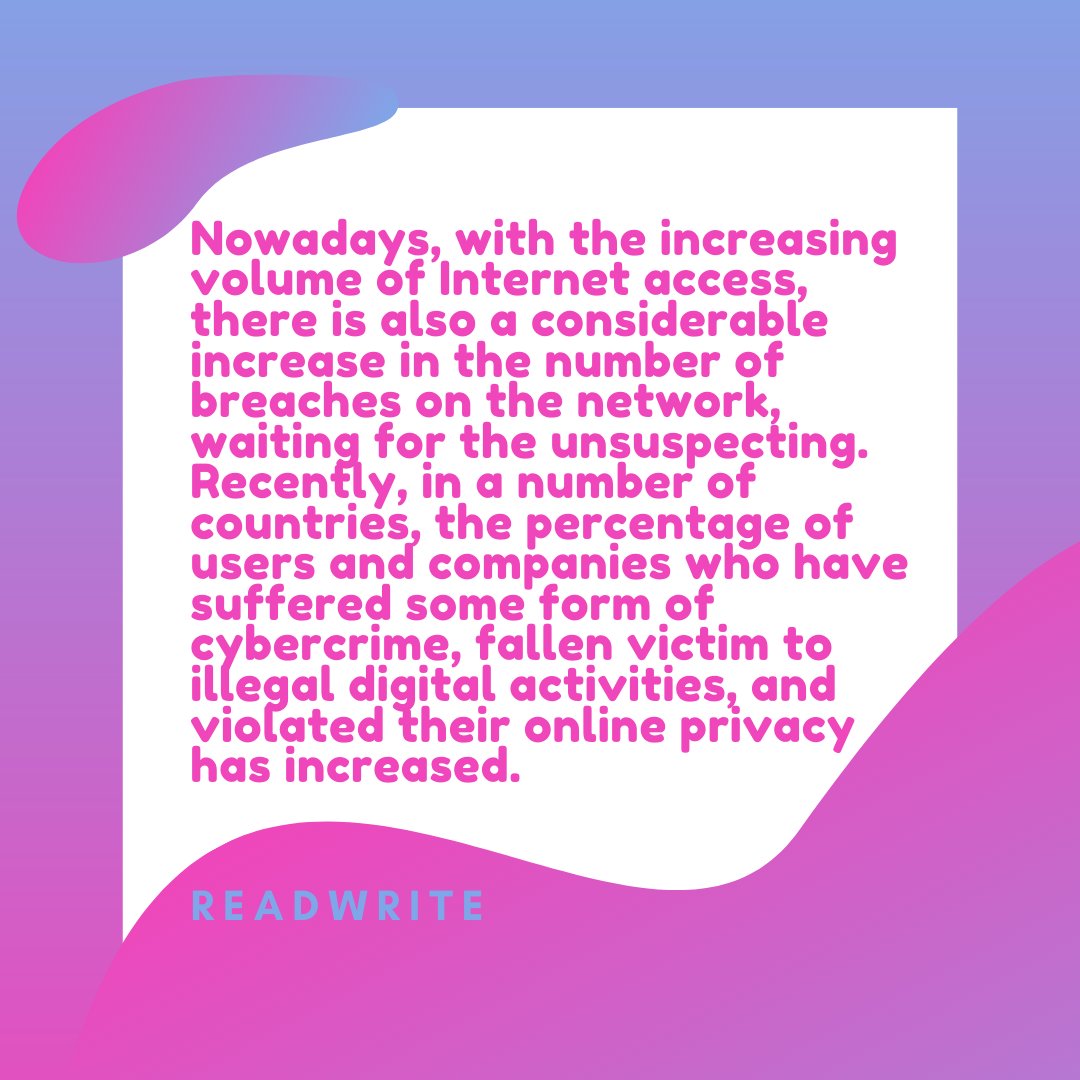 Nowadays, with the increasing
volume of Internet access,
there is also a considerable
increase in the number of
breaches on the network,
waiting for the unsuspecting.
Recently, in a number of
countries, the percentage of
users and companies who have
suffered some form of
cybercrime, fallen victim to
illegal digital activities, and
violated their online privacy
has increased.
READWRITE